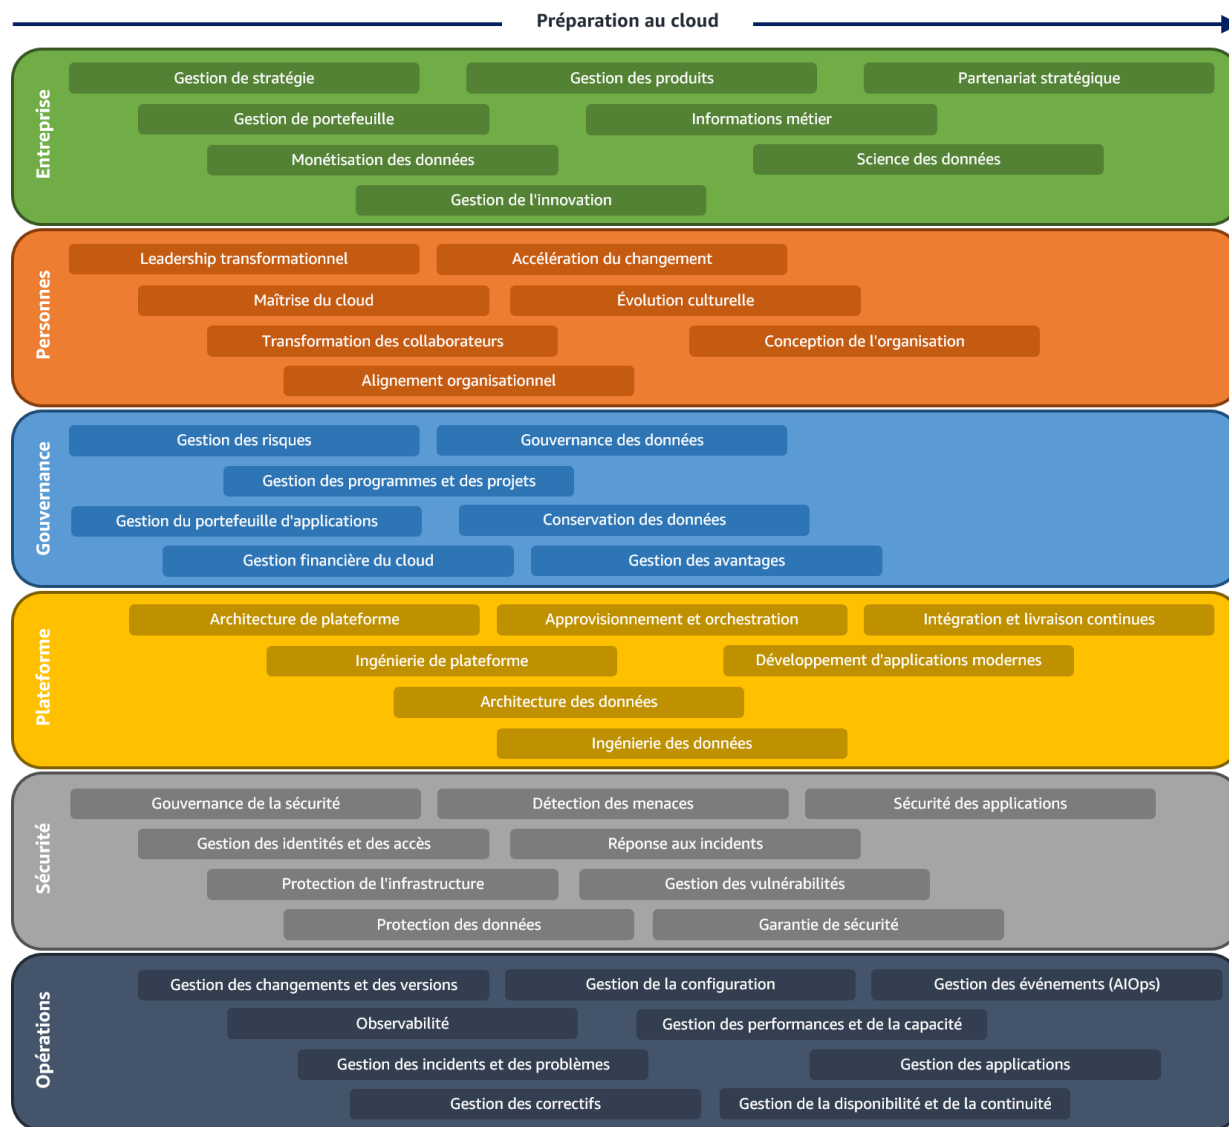 Préparation au cloud
Entreprise
Gestion de stratégie
Gestion des produits
Partenariat stratégique
Gestion de portefeuille
Informations métier
Monétisation des données
Science des données
Gestion de l'innovation
Personnes
Leadership transformationnel
Accélération du changement
Maîtrise du cloud
Évolution culturelle
Transformation des collaborateurs
Conception de l'organisation
Alignement organisationnel
Gouvernance
Gestion des risques
Gouvernance des données
Gestion des programmes et des projets
Gestion du portefeuille d'applications
Conservation des données
Gestion financière du cloud
Gestion des avantages
Plateforme
Architecture de plateforme
Approvisionnement et orchestration
Intégration et livraison continues
Ingénierie de plateforme
Développement d'applications modernes
Architecture des données
Ingénierie des données
Sécurité
Gouvernance de la sécurité
Détection des menaces
Sécurité des applications
Gestion des identités et des accès
Réponse aux incidents
Protection de l'infrastructure
Gestion des vulnérabilités
Protection des données
Garantie de sécurité
Opérations
Gestion des changements et des versions
Gestion de la configuration
Gestion des événements (AIOps)
Observabilité
Gestion des performances et de la capacité
Gestion des incidents et des problèmes
Gestion des applications
Gestion des correctifs
Gestion de la disponibilité et de la continuité